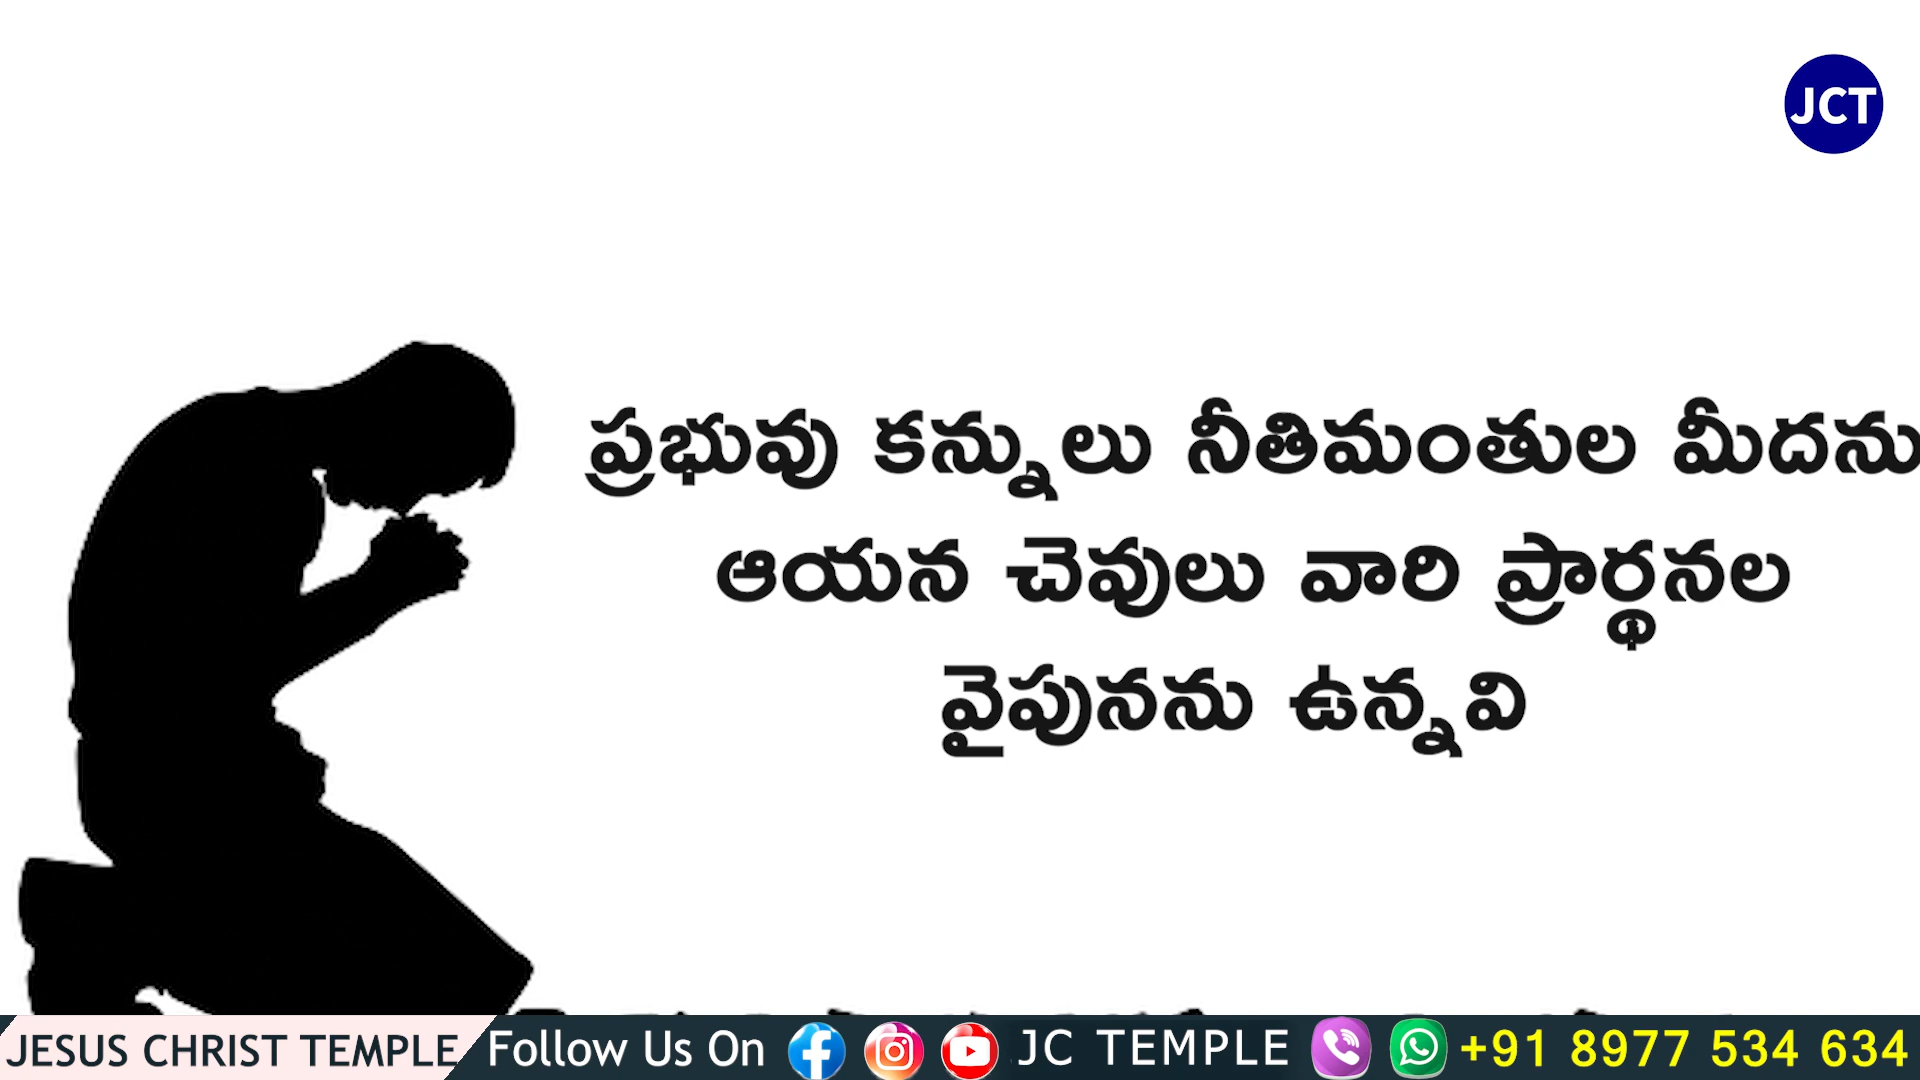 JCT
ప్రభువు కన్నులు నీతిమంతుల మీదను
ఆయన చెవులు వారి ప్రార్థనల
వైపునను ఉన్నవి
JESUS CHRIST TEMPLE Follow Us On JC TEMPLE +91 8977 534 634